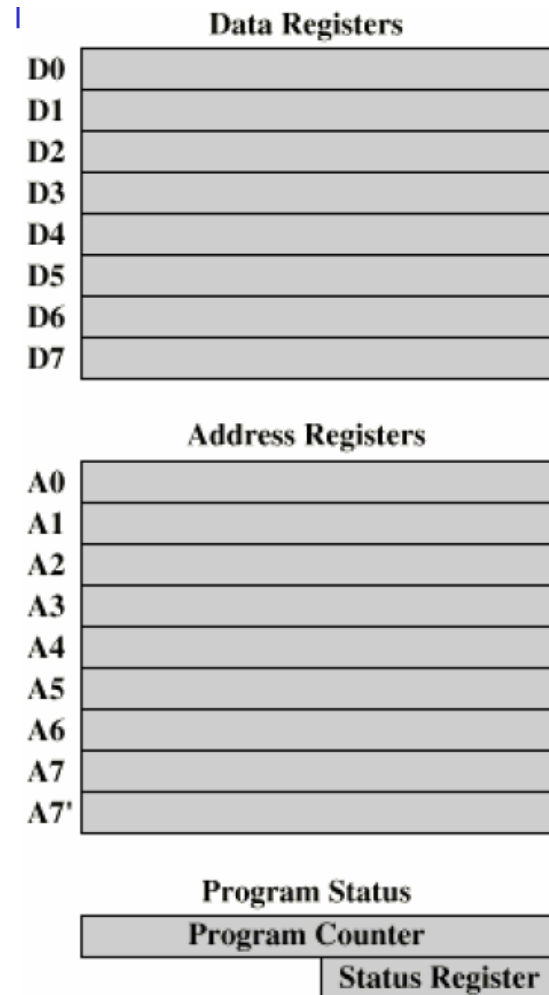 Data Registers
D0
D1
D2
D3
D4
D5
D6
D7
Address Registers
A0
A1
A2
A3
A4
A5
A6
A7
A7'
Program Status
Program Counter
Status Register